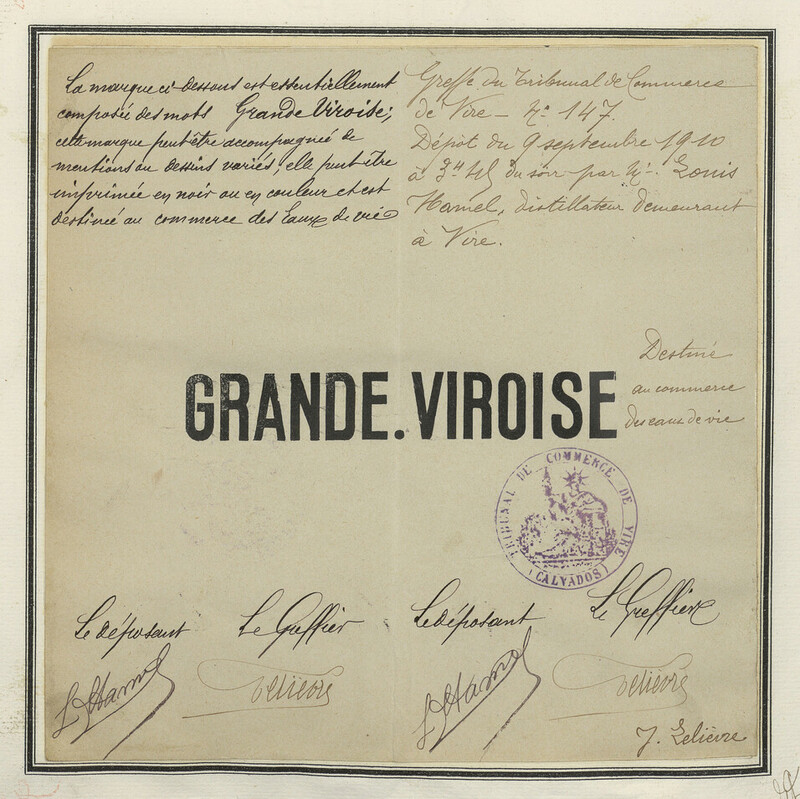 La marque ci-dessous est essentiellement
composée des mots Grande Viroise;
cette marque peut être accompagnée de
mentions ou dessins variés; elle peut être
imprimée en noir ou en couleur et est
destinée au commerce des Eaux de vie
Greffe du Tribunal de Commerce
de Vire - No 147.
Dépôt du 9 septembre 1910
à 3 du soir par M. Louis
Hamel, distillateur demeurant
à Vire.
Destiné
au commerce
des eaux de vie
GRANDE.VIROISE
TRIBUNAL DE COMMERCE DE VIRE
(CALVADOS)
Le déposant Le Greffier Le déposant Le Greffier
L Hamel Lelièvre L Hamel Lelièvre
J. Lelièvre